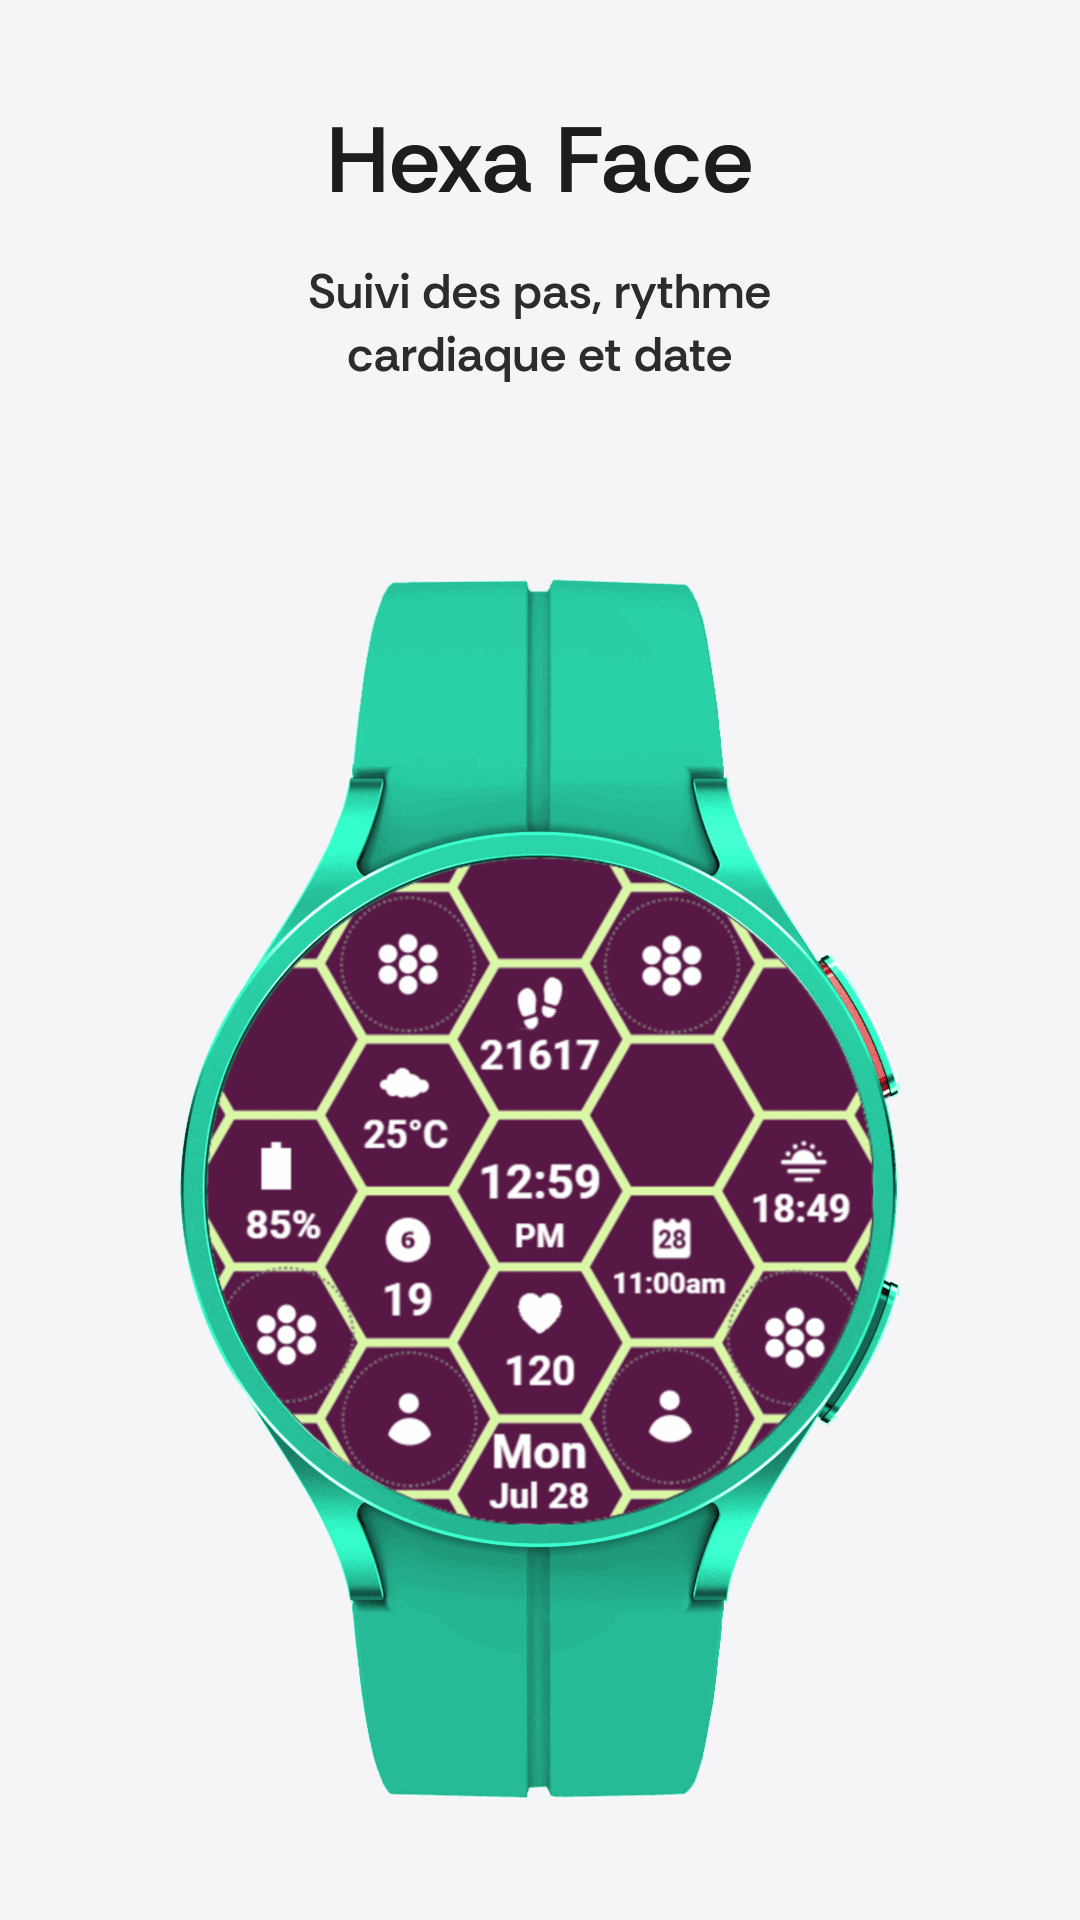 Hexa Face
Suivi des pas, rythme
cardiaque et date
21617
25°C
12:59
PM
85%
18:49
6
19
28
11:00am
120
Mon
Jul 28